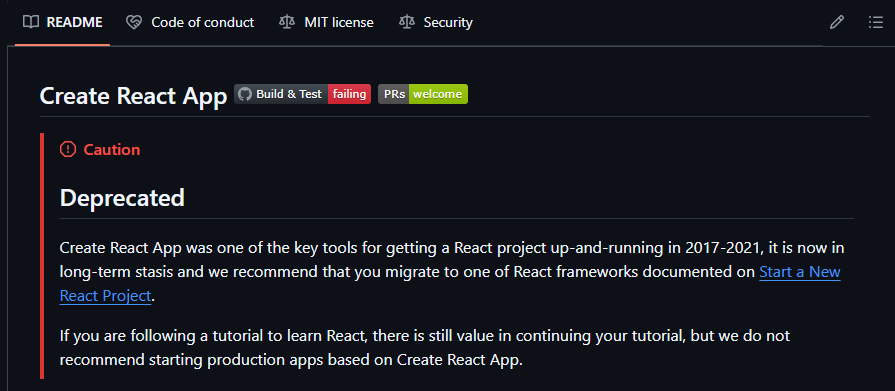 README Code of conduct MIT license Security
Create React App Build & Test failing PRs welcome
Caution
Deprecated
Create React App was one of the key tools for getting a React project up-and-running in 2017-2021, it is now in
long-term stasis and we recommend that you migrate to one of React frameworks documented on Start a New
React Project.
If you are following a tutorial to learn React, there is still value in continuing your tutorial, but we do not
recommend starting production apps based on Create React App.